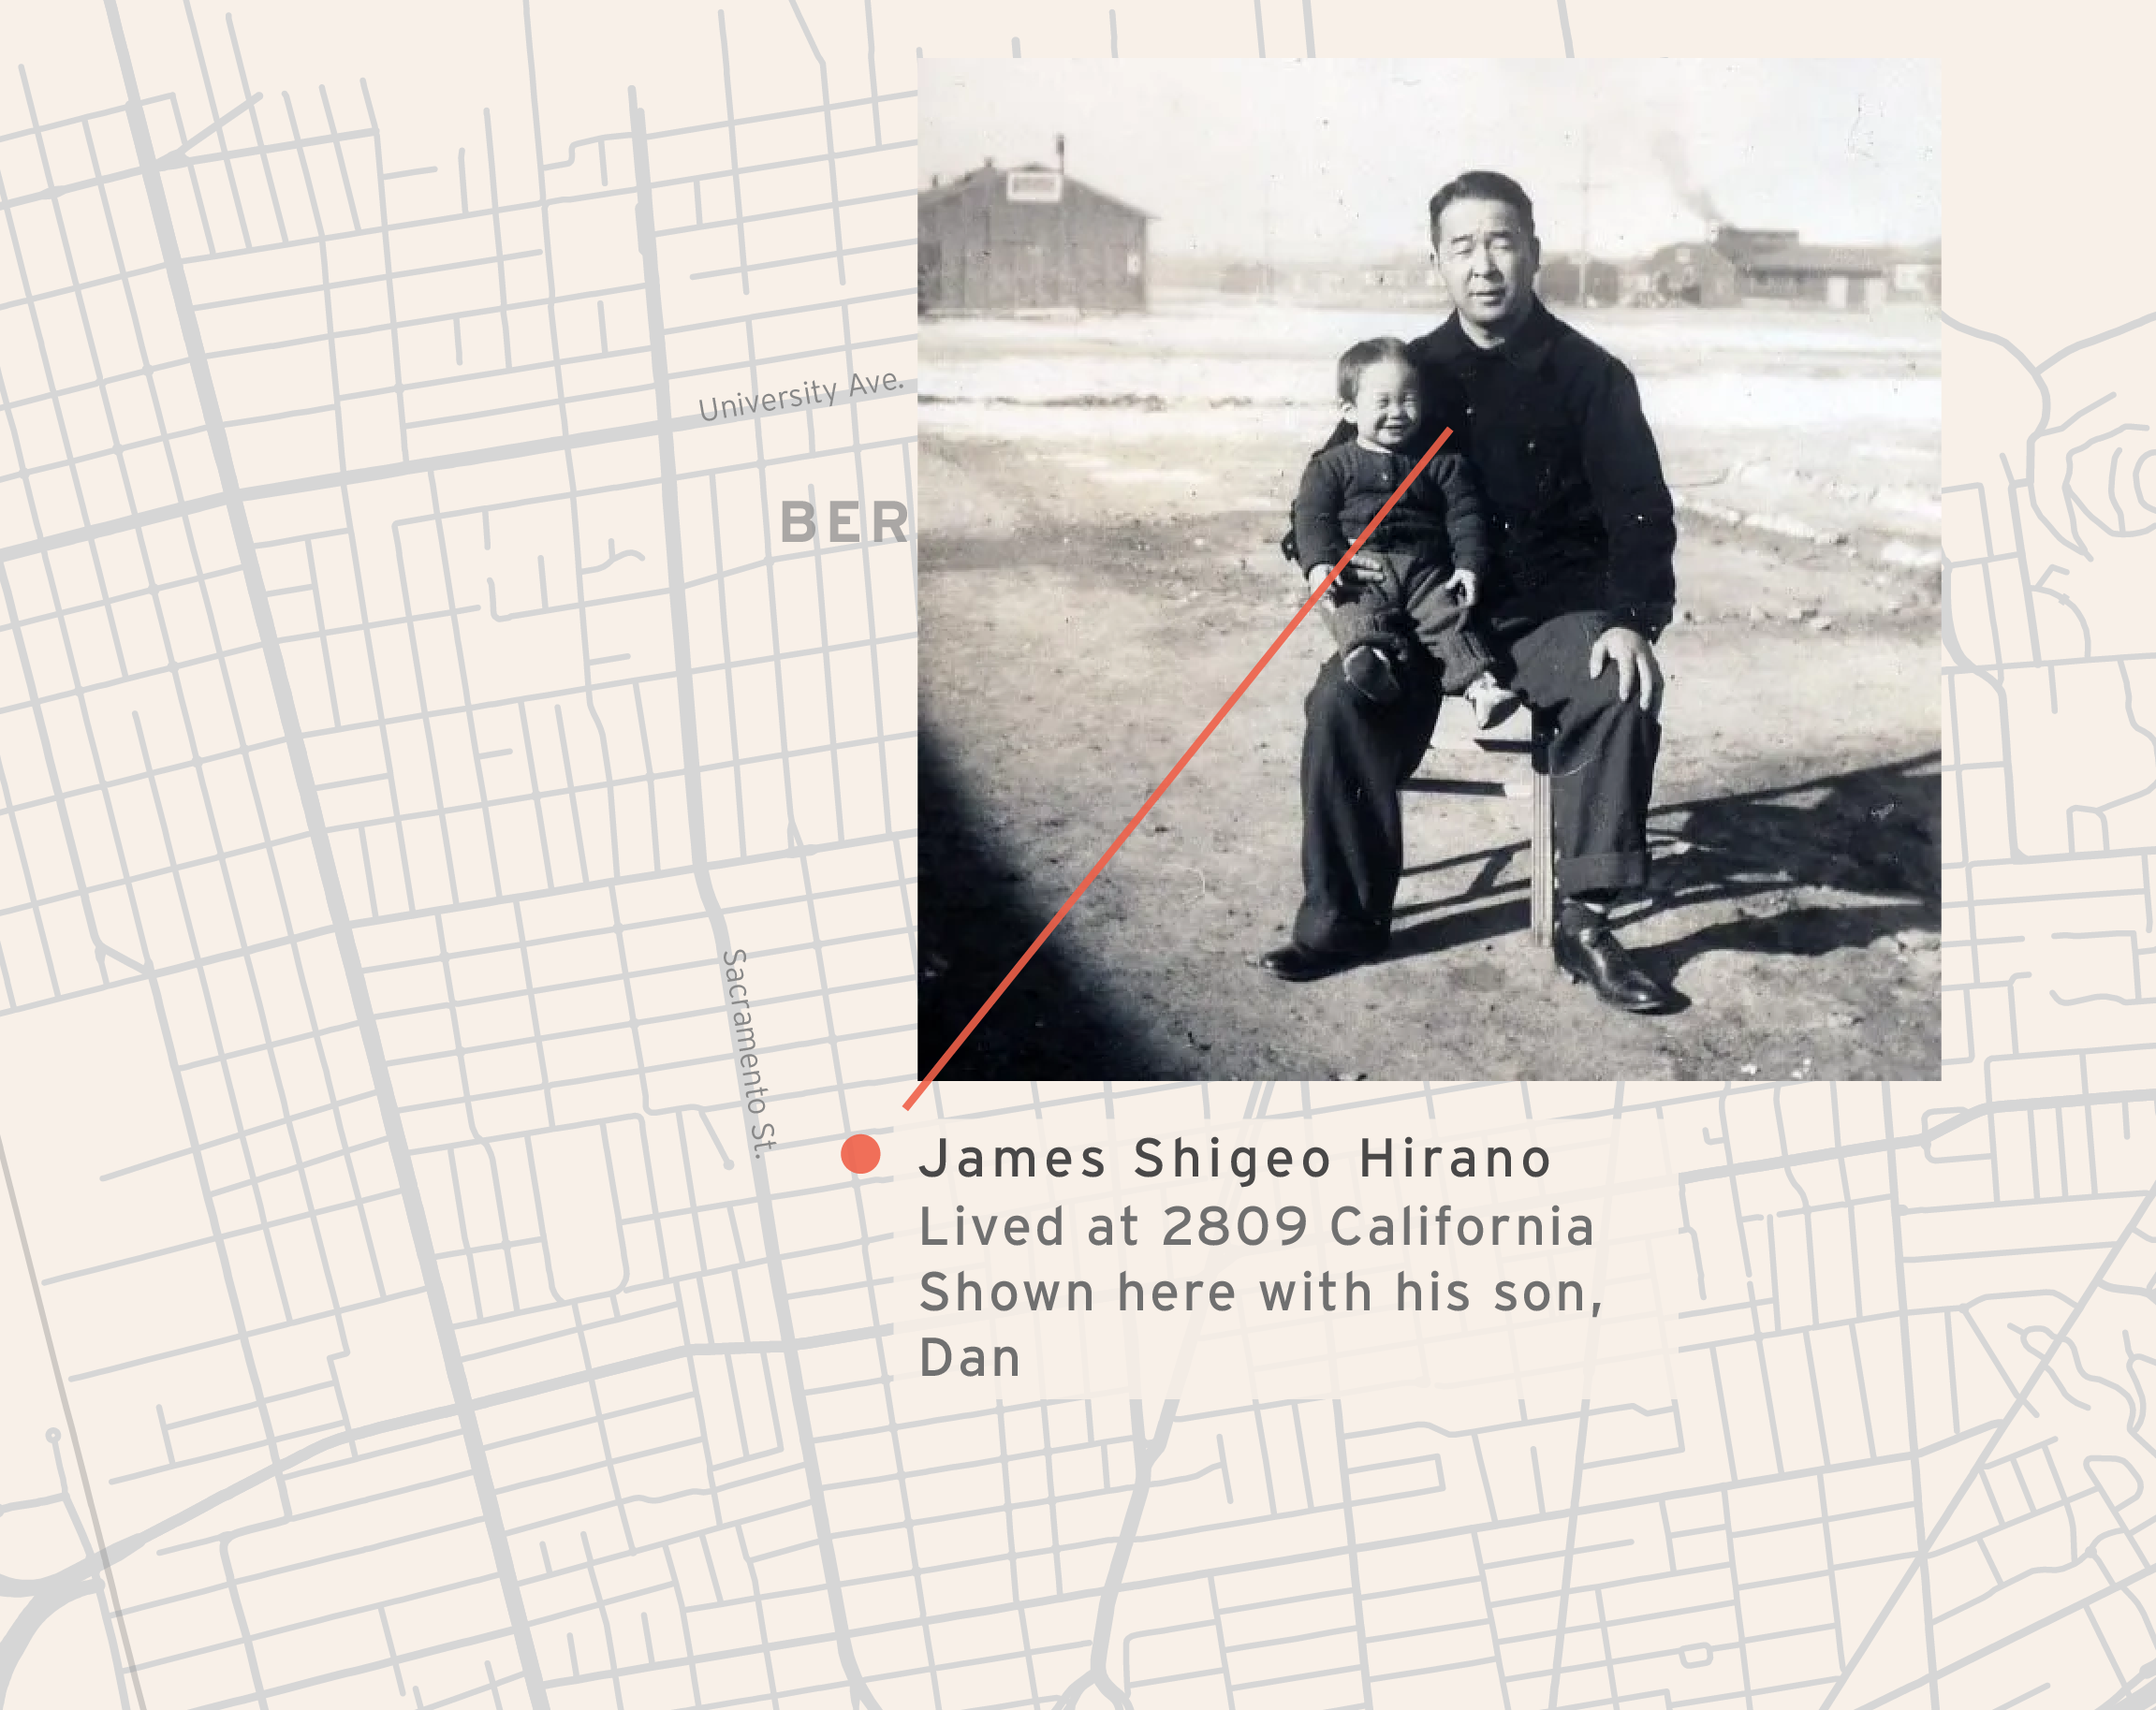 University Ave.
BER
Sacramento St.
James Shigeo Hirano
Lived at 2809 California
Shown here with his son,
Dan